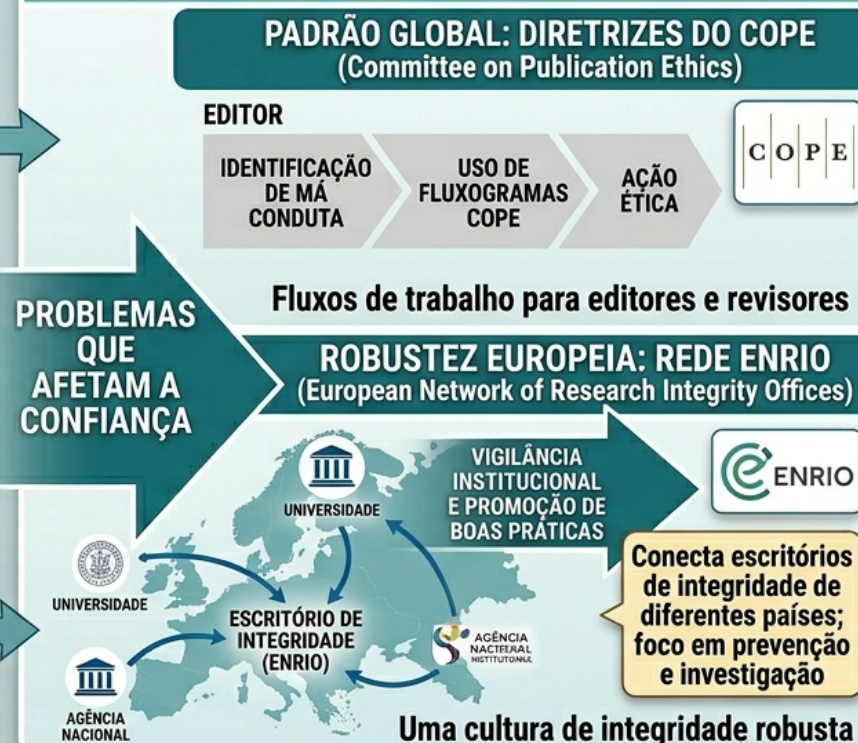 PADRÃO GLOBAL: DIRETRIZES DO COPE
(Committee on Publication Ethics)
EDITOR
IDENTIFICAÇÃO
DE MÁ
CONDUTA
USO DE
FLUXOGRAMAS
COPE
AÇÃO
ÉTICA
C O P E
Fluxos de trabalho para editores e revisores
PROBLEMAS
QUE
AFETAM A
CONFIANÇA
ROBUSTEZ EUROPEIA: REDE ENRIO
(European Network of Research Integrity Offices)
VIGILÂNCIA
INSTITUCIONAL
E PROMOÇÃO DE
BOAS PRÁTICAS
ENRIO
UNIVERSIDADE
UNIVERSIDADE
ESCRITÓRIO DE
INTEGRIDADE
(ENRIO)
AGÊNCIA
AGÊNCIA
NACIONAL
Conecta escritórios
de integridade de
diferentes países;
foco em prevenção
e investigação
Uma cultura de integridade robusta